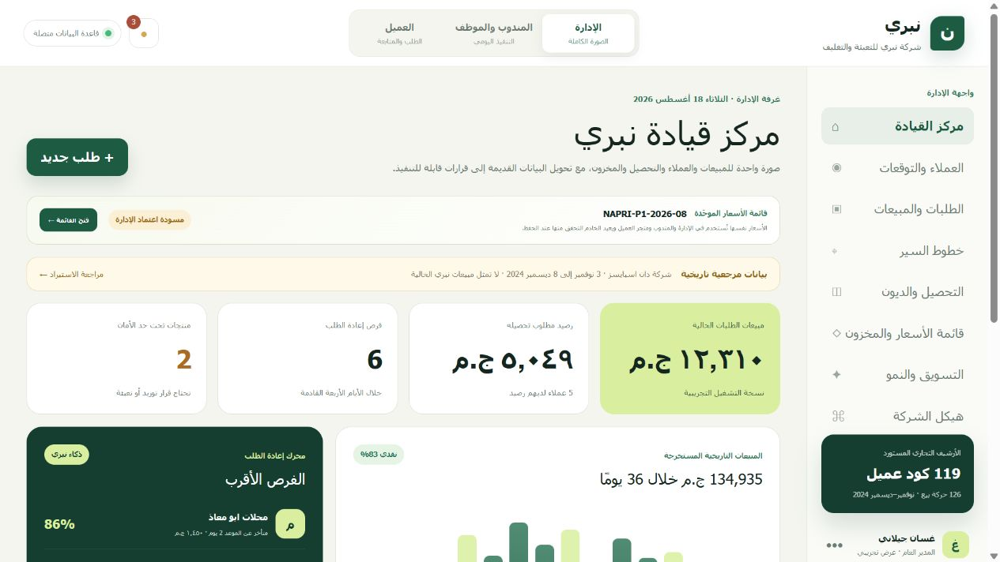 نبري
شركة نبري للتعبئة والتغليف
ن
الإدارة
الصورة الكاملة
المندوب والموظف
التنفيذ اليومي
العميل
الطلب والمتابعة
3
قاعدة البيانات متصلة
واجهة الإدارة
مركز القيادة
العملاء والتوقعات
الطلبات والمبيعات
خطوط السير
التحصيل والديون
قائمة الأسعار والمخزون
التسويق والنمو
هيكل الشركة
الأرشيف التجاري المستورد
119 كود عميل
126 حركة بيع · نوفمبر–ديسمبر 2024
غ
غسان جيلاني
المدير العام · عرض تجريبي
غرفة الإدارة · الثلاثاء 18 أغسطس 2026
مركز قيادة نبري
صورة واحدة للمبيعات والعملاء والتحصيل والمخزون، مع تحويل البيانات القديمة إلى قرارات قابلة للتنفيذ.
+ طلب جديد
قائمة الأسعار الموحّدة NAPRI-P1-2026-08
الأسعار نفسها تُستخدم في الإدارة والمندوب ومتجر العميل ويعيد الخادم التحقق منها عند الحفظ.
مسودة اعتماد الإدارة
فتح القائمة ←
بيانات مرجعية تاريخية شركة دان اسبايسز · 3 نوفمبر إلى 8 ديسمبر 2024 · لا تمثل مبيعات نبري الحالية
مراجعة الاستيراد ←
مبيعات الطلبات الحالية
١٢٬٣١٠ ج.م
نسخة التشغيل التجريبية
رصيد مطلوب تحصيله
٥٬٠٤٩ ج.م
5 عملاء لديهم رصيد
فرص إعادة الطلب
6
خلال الأيام الأربعة القادمة
منتجات تحت حد الأمان
2
تحتاج قرار توريد أو تعبئة
المبيعات التاريخية المستخرجة
134,935 ج.م خلال 36 يومًا
نقدي 83%
محرك إعادة الطلب
الفرص الأقرب
ذكاء نبري
م
محلات ابو معاذ
متأخر عن الموعد 2 يوم · ١٬٤٥٠ ج.م
86%